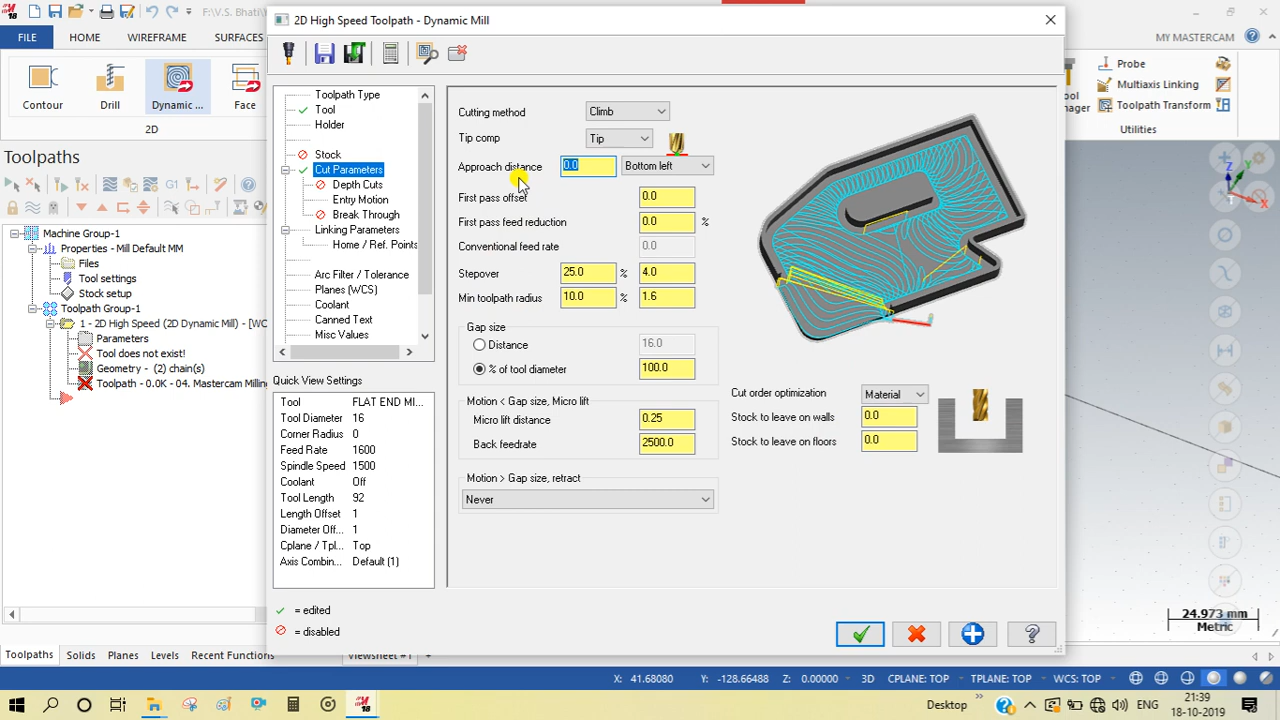 18
F:\V.S. Bhati\
2D High Speed Toolpath - Dynamic Mill
FILE
HOME
WIREFRAME
SURFACES
MY MASTERCAM
Contour
Drill
Dynamic ...
Face
2D
Probe
Multiaxis Linking
Toolpath Transform
Utilities
Toolpaths
G1
Machine Group-1
Properties - Mill Default MM
Files
Tool settings
Stock setup
Toolpath Group-1
1 - 2D High Speed (2D Dynamic Mill) - [WC
Parameters
Tool does not exist!
Geometry - (2) chain(s)
Toolpath - 0.0K - 04. Mastercam Milling
Toolpath Type
Tool
Holder
Stock
Cut Parameters
Depth Cuts
Entry Motion
Break Through
Linking Parameters
Home / Ref. Points
Arc Filter / Tolerance
Planes (WCS)
Coolant
Canned Text
Misc Values
Quick View Settings
Tool FLAT END MI...
Tool Diameter 16
Corner Radius 0
Feed Rate 1600
Spindle Speed 1500
Coolant Off
Tool Length 92
Length Offset 1
Diameter Off... 1
Cplane / Tpl... Top
Axis Combin... Default (1)
= edited
= disabled
Cutting method Climb
Tip comp Tip
Approach distance 0.0 Bottom left
First pass offset 0.0
First pass feed reduction 0.0 %
Conventional feed rate 0.0
Stepover 25.0 % 4.0
Min toolpath radius 10.0 % 1.6
Gap size
Distance 16.0
% of tool diameter 100.0
Motion < Gap size, Micro lift
Micro lift distance 0.25
Back feedrate 2500.0
Motion > Gap size, retract
Never
Cut order optimization Material
Stock to leave on walls 0.0
Stock to leave on floors 0.0
Z
Y
X
24.973 mm
Metric
Toolpaths
Solids
Planes
Levels
Recent Functions
Viewsheet #1
X: 41.68080 Y: -128.66488 Z: 0.00000 3D CPLANE: TOP TPLANE: TOP WCS: TOP
Desktop
ENG
21:39
18-10-2019